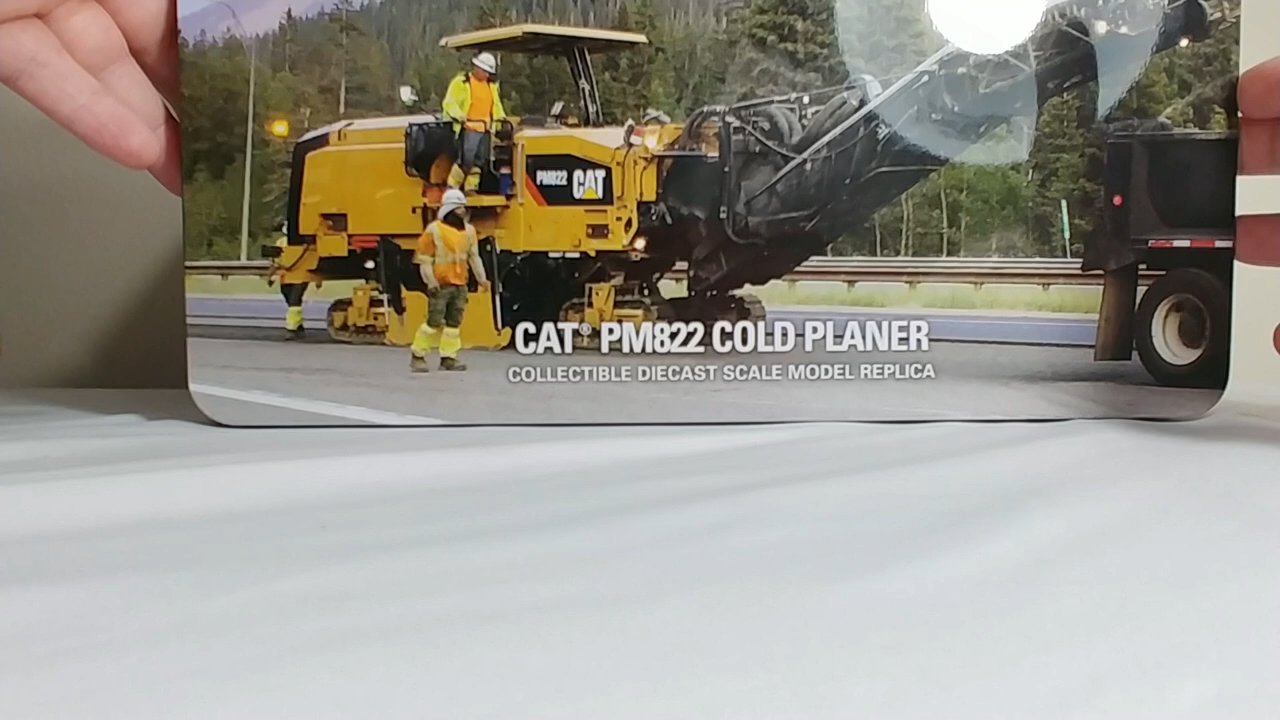 PM822 CAT
CAT® PM822 COLD PLANER
COLLECTIBLE DIECAST SCALE MODEL REPLICA